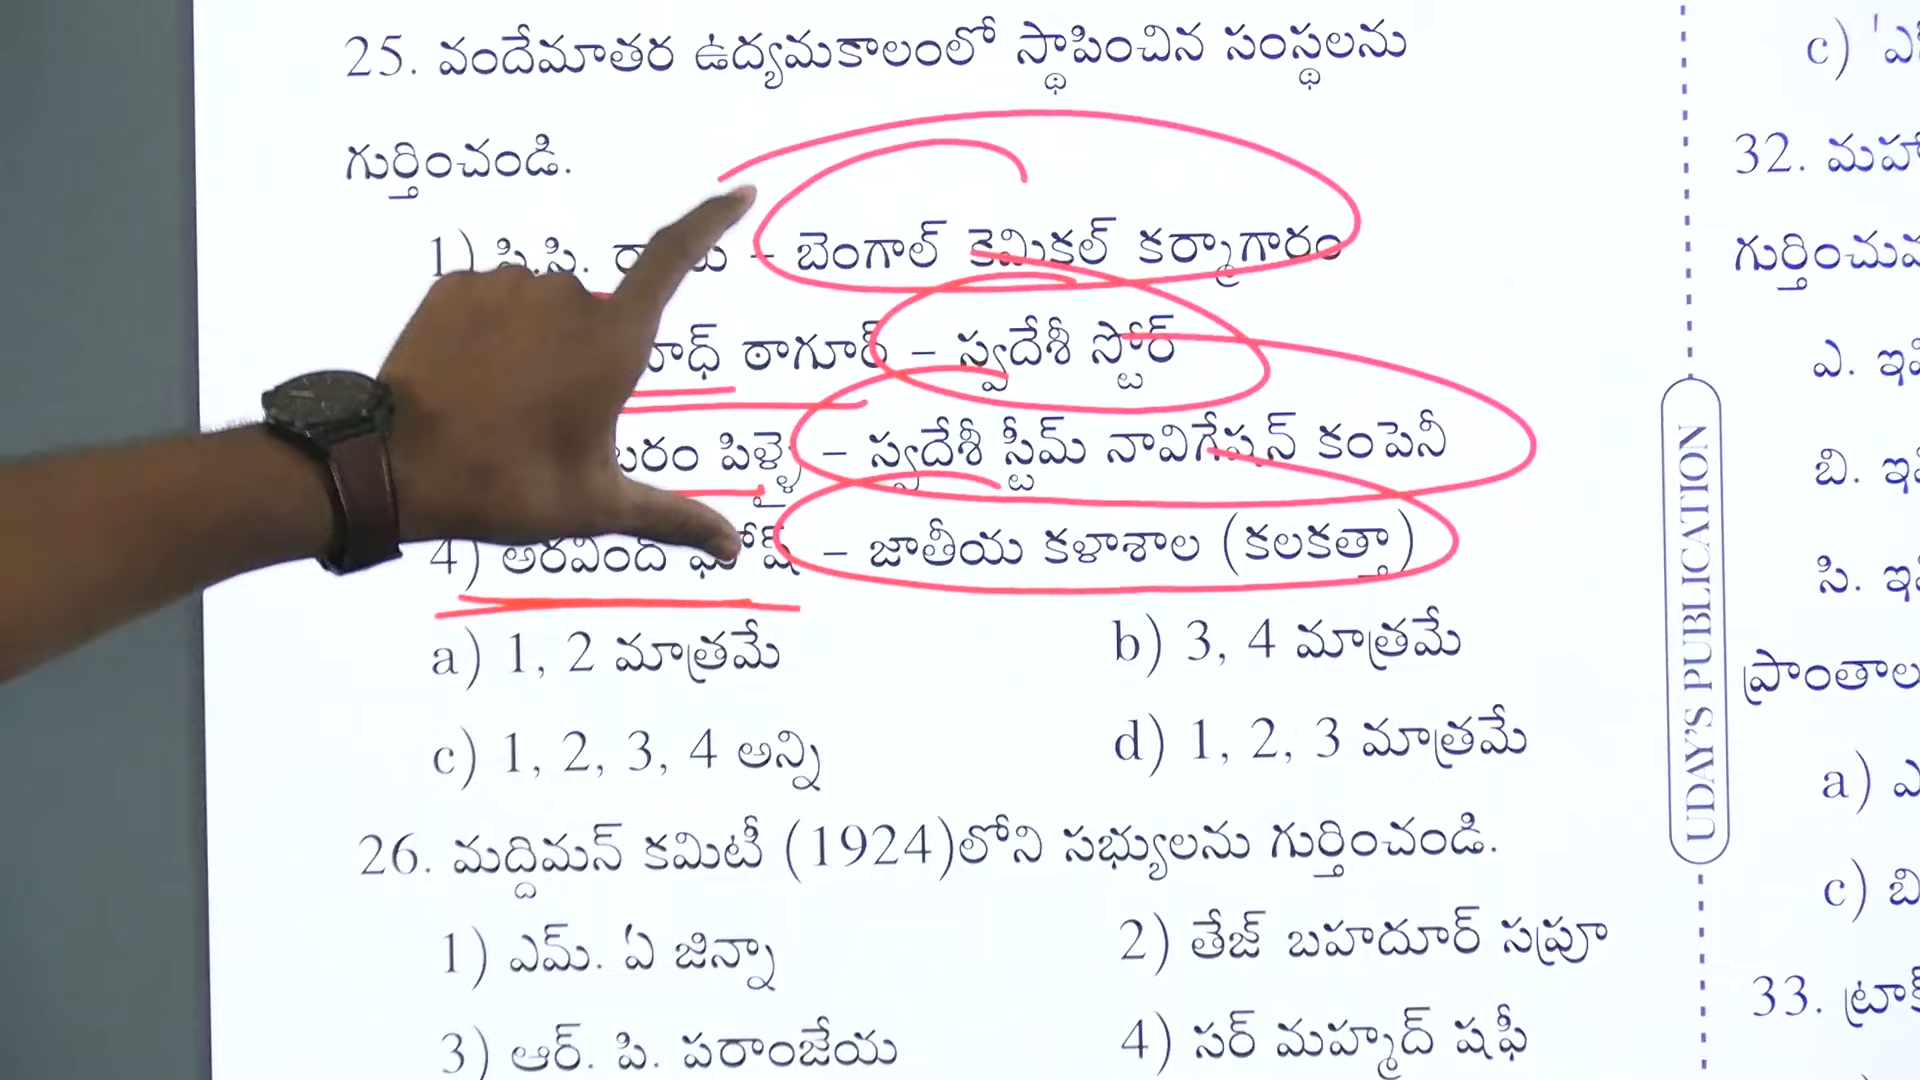 25. వందేమాతర ఉద్యమకాలంలో స్థాపించిన సంస్థలను
గుర్తించండి.
1) పి.సి. – బెంగాల్ కెమికల్ కర్మాగారం
ఠాగూర్ – స్వదేశీ స్టోర్
పిళ్ళై – స్వదేశీ స్టీమ్ నావిగేషన్ కంపెనీ
4) అరవింద ఘోష్ – జాతీయ కళాశాల (కలకత్తా)
a) 1, 2 మాత్రమే
b) 3, 4 మాత్రమే
c) 1, 2, 3, 4 అన్ని
d) 1, 2, 3 మాత్రమే
26. మద్దిమన్ కమిటీ (1924)లోని సభ్యులను గుర్తించండి.
1) ఎమ్. ఏ జిన్నా
2) తేజ్ బహదూర్ సప్రూ
3) ఆర్. పి. పరాంజేయ
4) సర్ మహ్మద్ షఫీ
UDAY'S PUBLICATION
c)
32.
ఎ.
బి.
సి.
a)
c)
33.